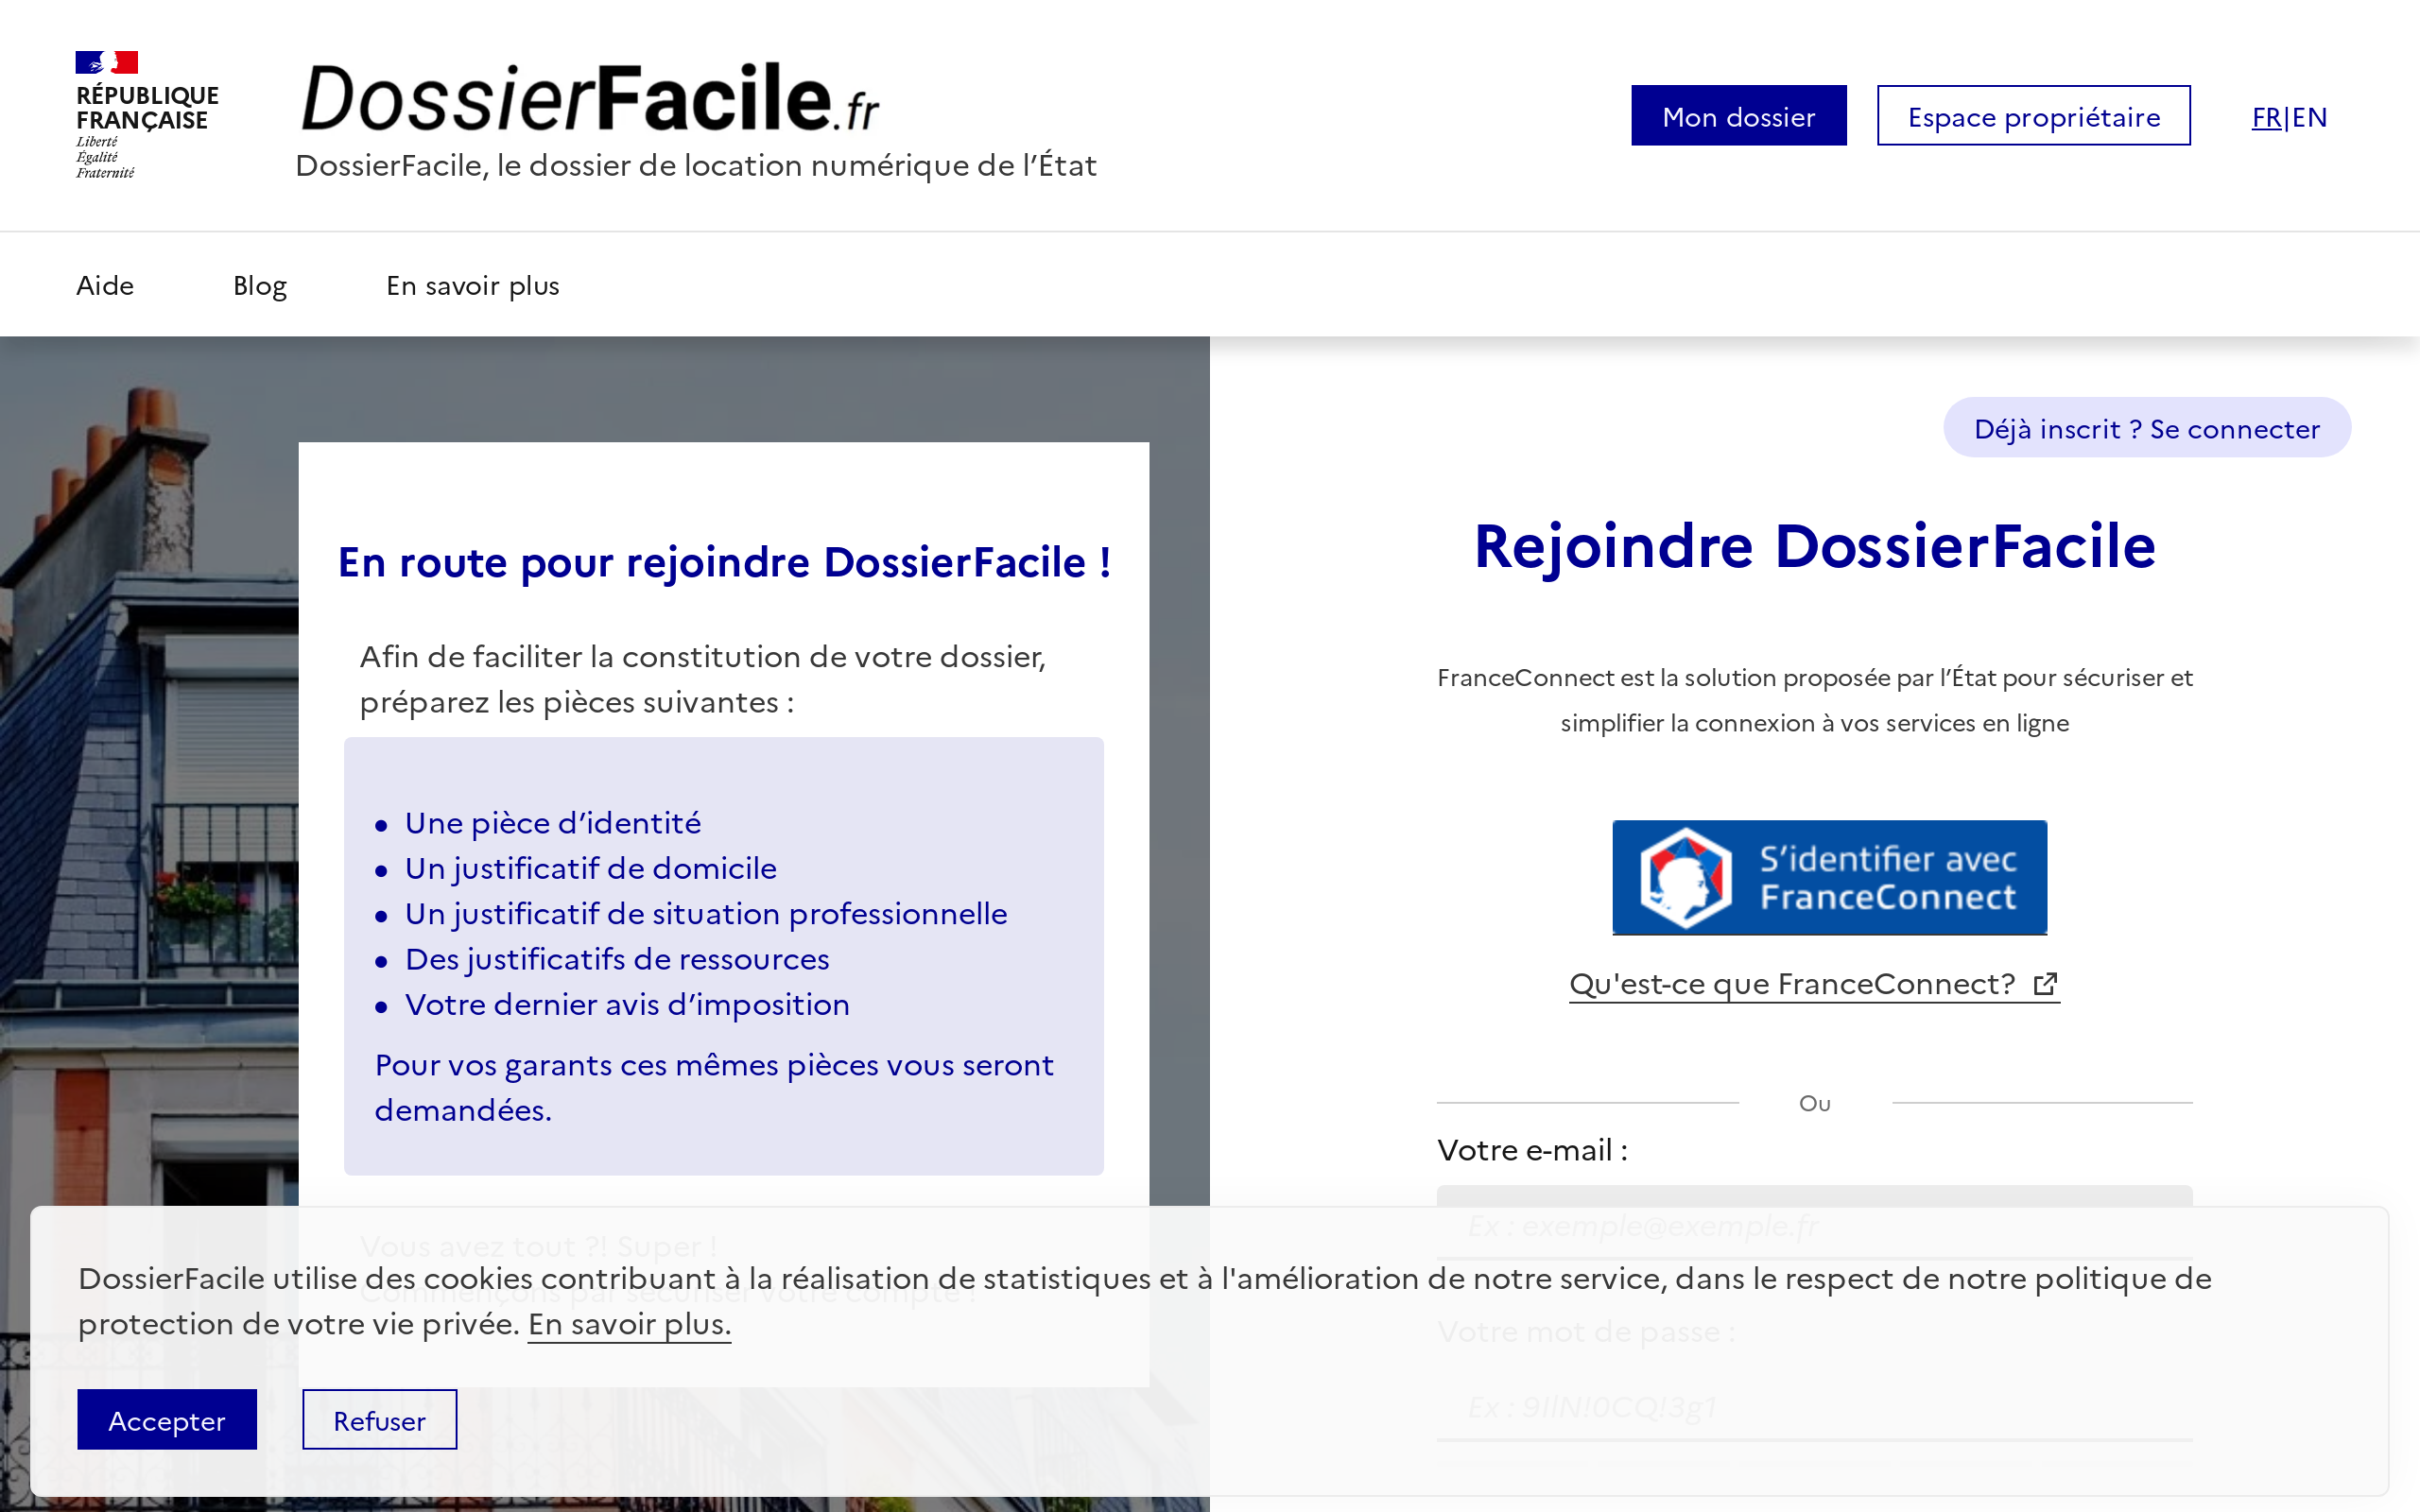 RÉPUBLIQUE
FRANÇAISE
Liberté
Égalité
Fraternité
DossierFacile.fr
DossierFacile, le dossier de location numérique de l’État
Mon dossier
Espace propriétaire
FR|EN
Aide
Blog
En savoir plus
En route pour rejoindre DossierFacile !
Afin de faciliter la constitution de votre dossier,
préparez les pièces suivantes :
• Une pièce d’identité
• Un justificatif de domicile
• Un justificatif de situation professionnelle
• Des justificatifs de ressources
• Votre dernier avis d’imposition
Pour vos garants ces mêmes pièces vous seront
demandées.
Vous avez tout ?! Super !
Commençons par sécuriser votre compte !
Déjà inscrit ? Se connecter
Rejoindre DossierFacile
FranceConnect est la solution proposée par l’État pour sécuriser et
simplifier la connexion à vos services en ligne
S’identifier avec
FranceConnect
Qu'est-ce que FranceConnect?
Ou
Votre e-mail :
Ex : exemple@exemple.fr
Votre mot de passe :
Ex : 9IlN!0CQ!3g1
DossierFacile utilise des cookies contribuant à la réalisation de statistiques et à l'amélioration de notre service, dans le respect de notre politique de
protection de votre vie privée. En savoir plus.
Accepter
Refuser